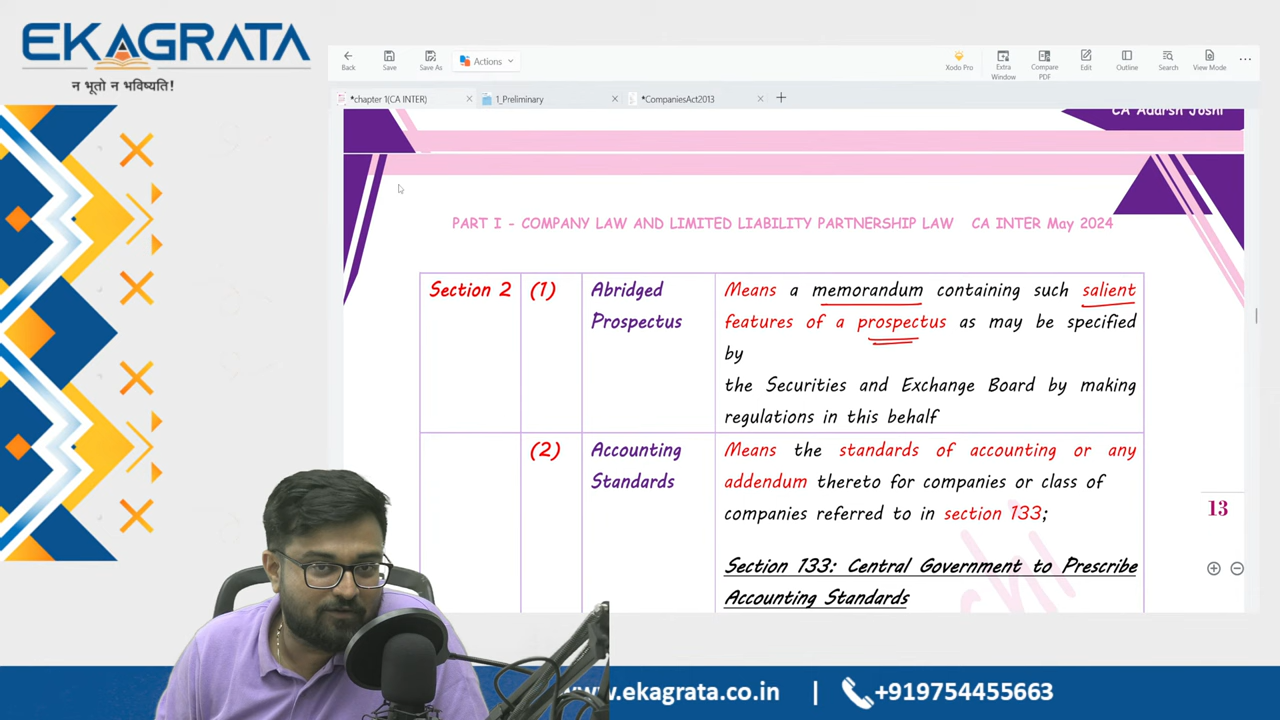 EKAGRATA
न भूतो न भविष्यति!
Back
Save
Save As
Actions
Xodo Pro
Extra Window
Compare PDF
Edit
Outline
Search
View Mode
*chapter 1(CA INTER)
1_Preliminary
*CompaniesAct2013
CA Adarsh Joshi
PART I - COMPANY LAW AND LIMITED LIABILITY PARTNERSHIP LAW CA INTER May 2024
Section 2 (1) Abridged Prospectus
Means a memorandum containing such salient
features of a prospectus as may be specified
by
the Securities and Exchange Board by making
regulations in this behalf
(2) Accounting Standards
Means the standards of accounting or any
addendum thereto for companies or class of
companies referred to in section 133;
13
Section 133: Central Government to Prescribe
Accounting Standards
www.ekagrata.co.in | +919754455663